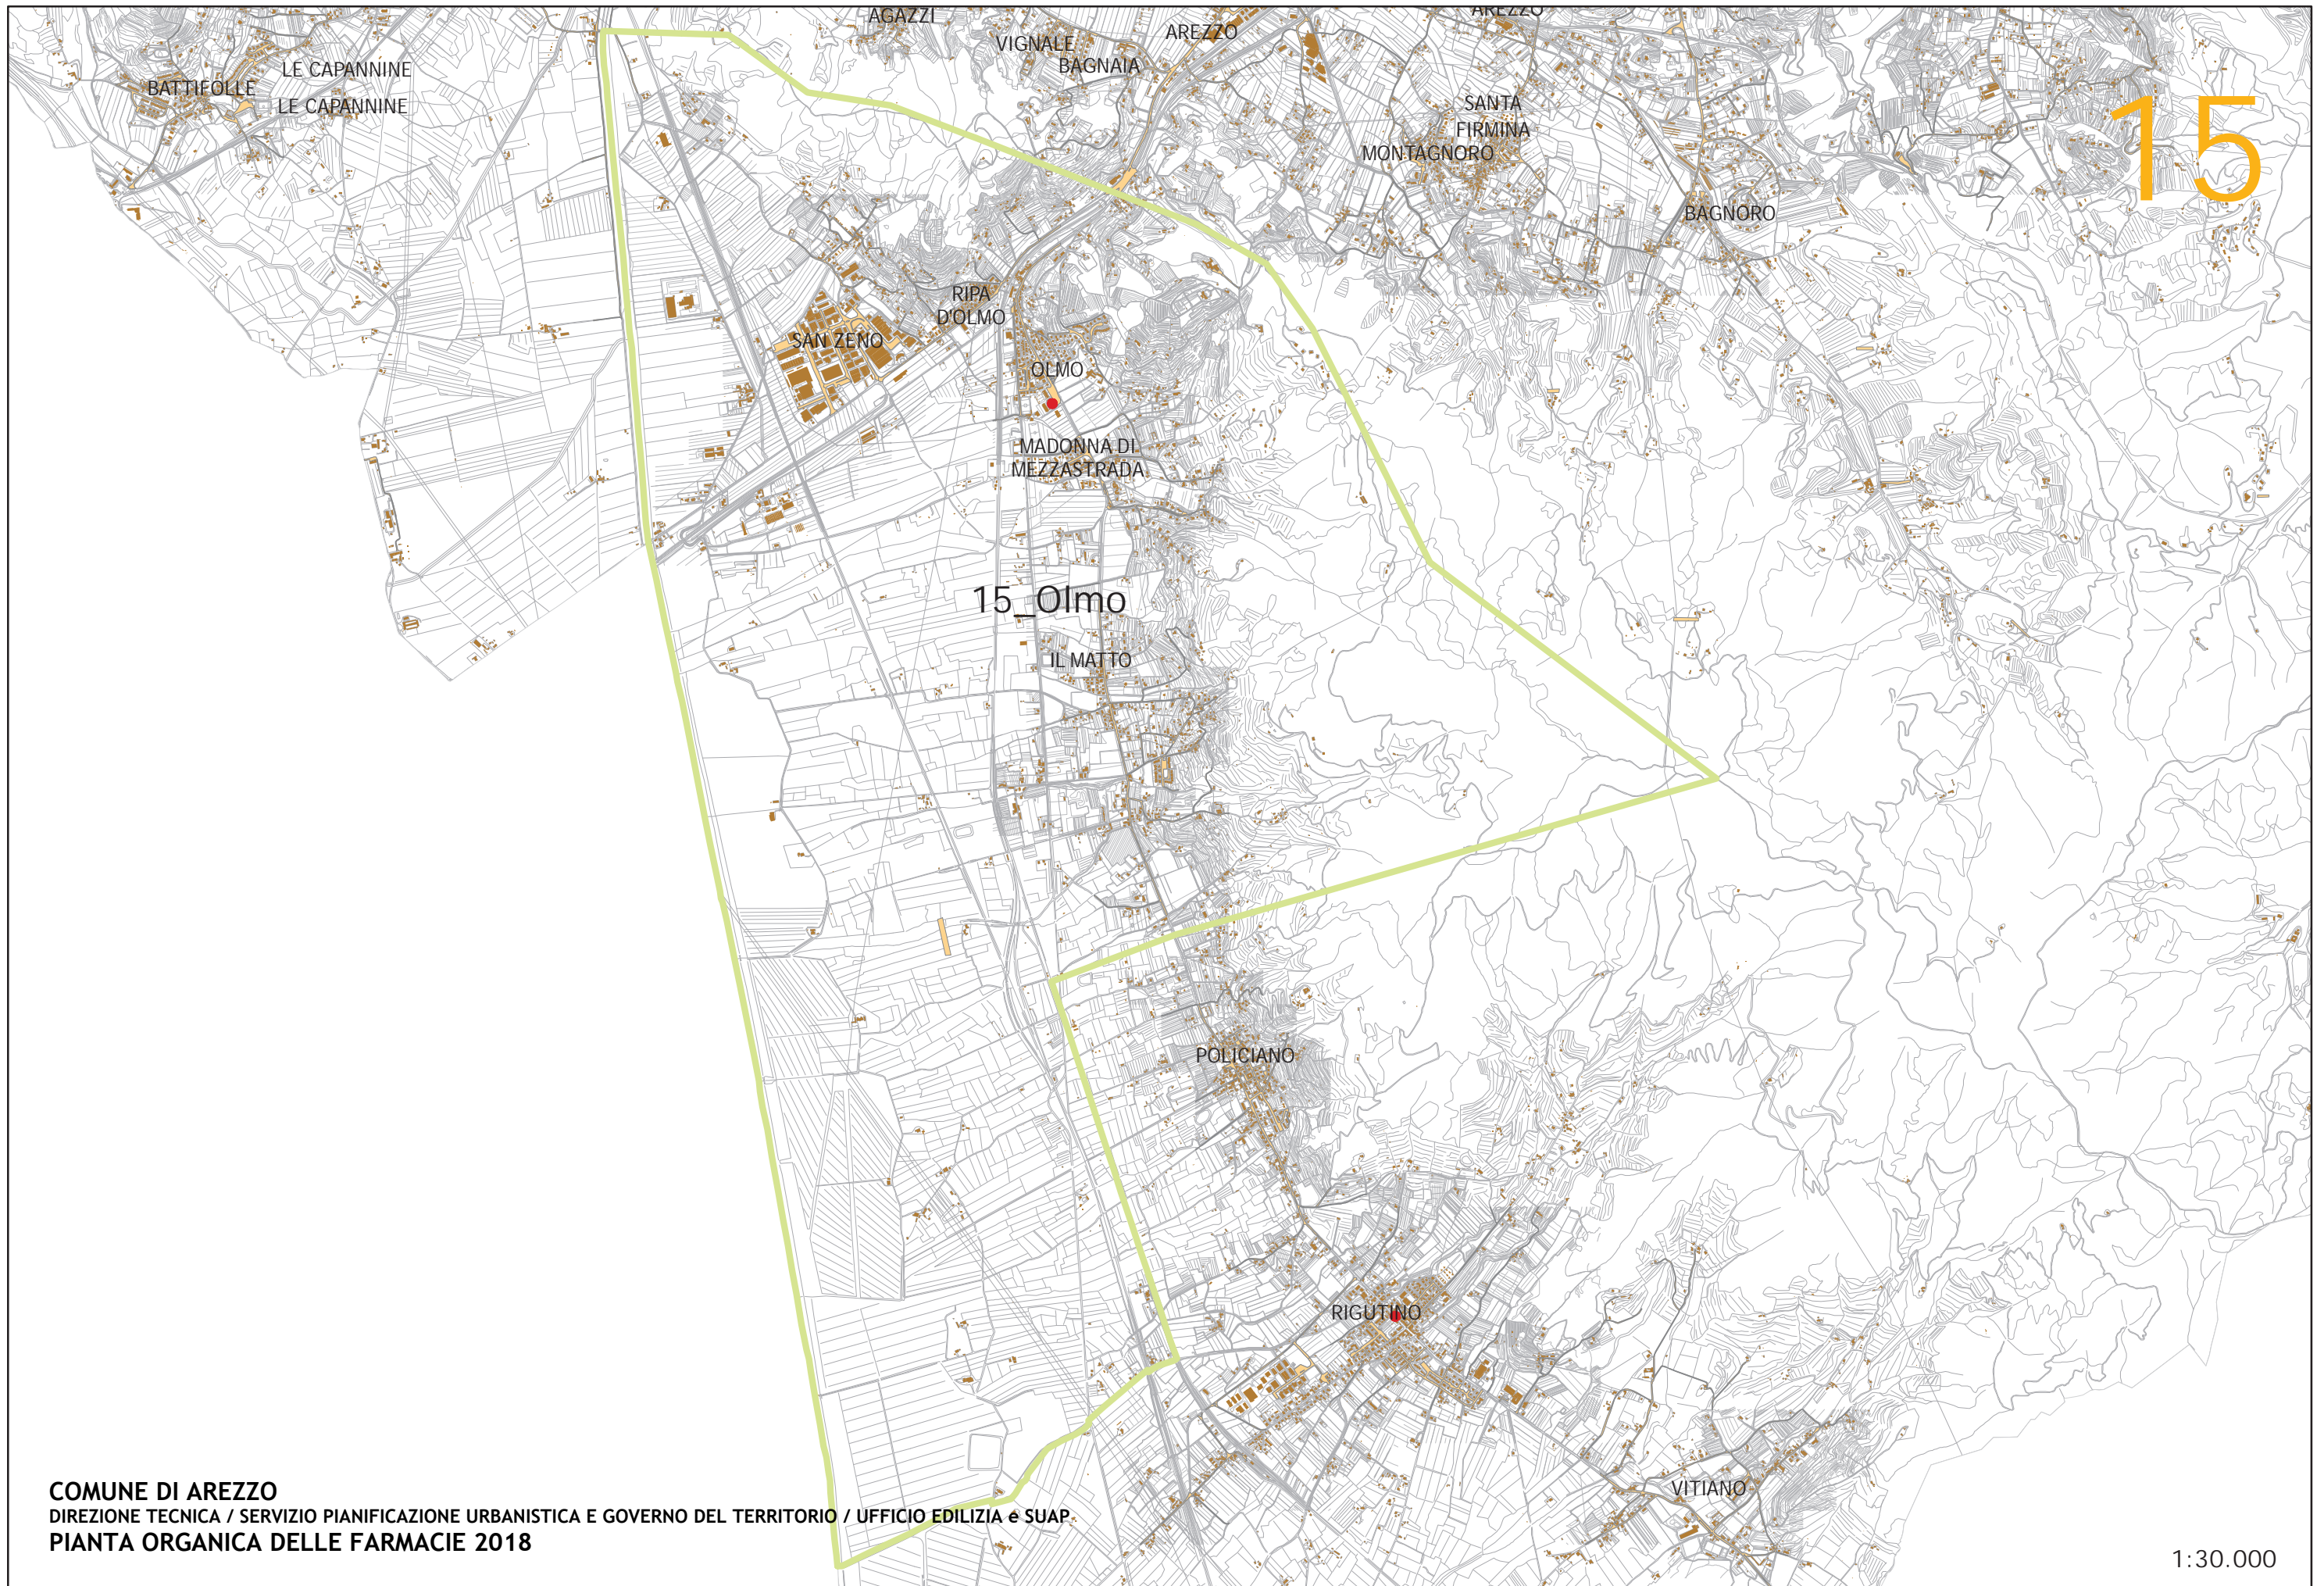 AGAZZI
AREZZO
VIGNALE
AREZZO
BAGNAIA
LE CAPANNINE
BATTIFOLLE
LE CAPANNINE
15
SANTA
FIRMINA
MONTAGNORO
BAGNORO
RIPA
D'OLMO
SAN ZENO
OLMO
MADONNA DI
MEZZASTRADA
15_Olmo
IL MATTO
POLICIANO
RIGUTINO
VITIANO
COMUNE DI AREZZO
DIREZIONE TECNICA / SERVIZIO PIANIFICAZIONE URBANISTICA E GOVERNO DEL TERRITORIO / UFFICIO EDILIZIA e SUAP
PIANTA ORGANICA DELLE FARMACIE 2018
1:30.000